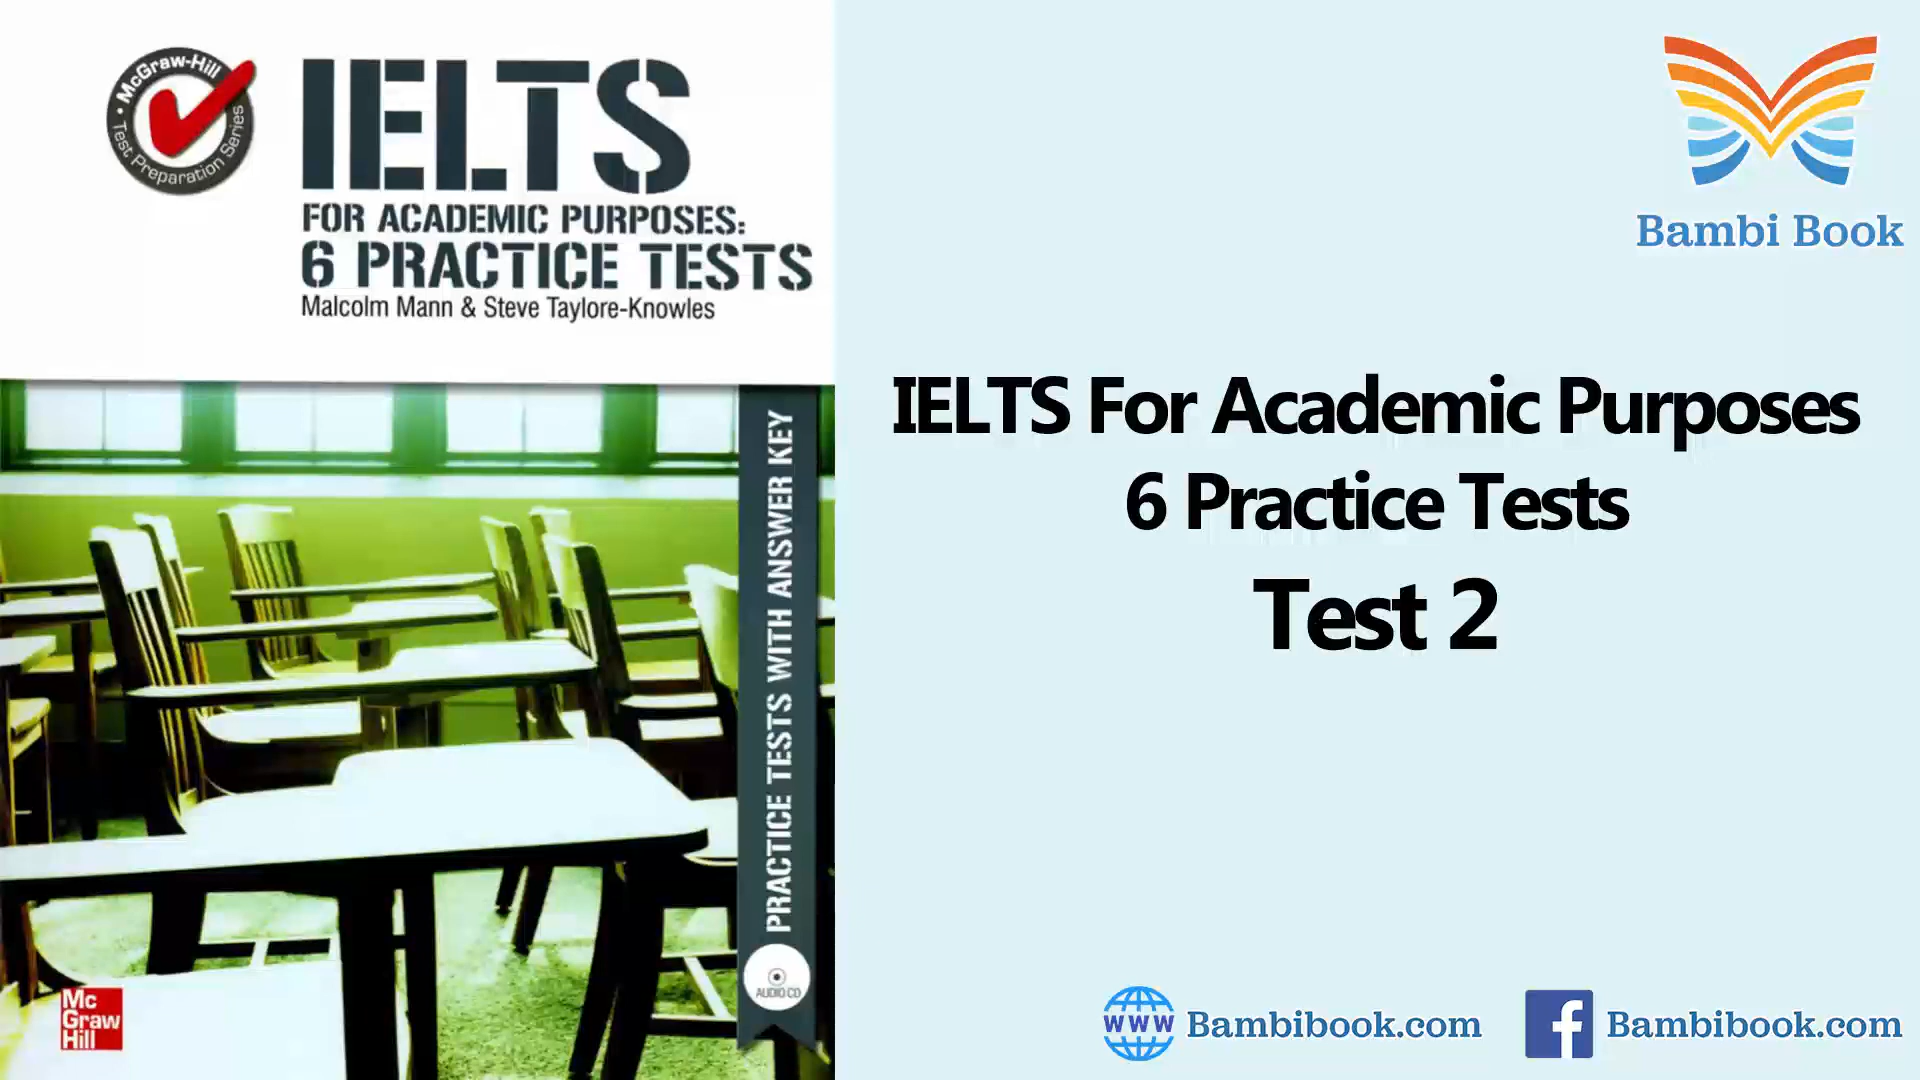 McGraw-Hill
Test Preparation Series
IELTS
FOR ACADEMIC PURPOSES:
6 PRACTICE TESTS
Malcolm Mann & Steve Taylore-Knowles
PRACTICE TESTS WITH ANSWER KEY
AUDIO CD
Mc
Graw
Hill
Bambi Book
IELTS For Academic Purposes
6 Practice Tests
Test 2
www Bambibook.com
f Bambibook.com